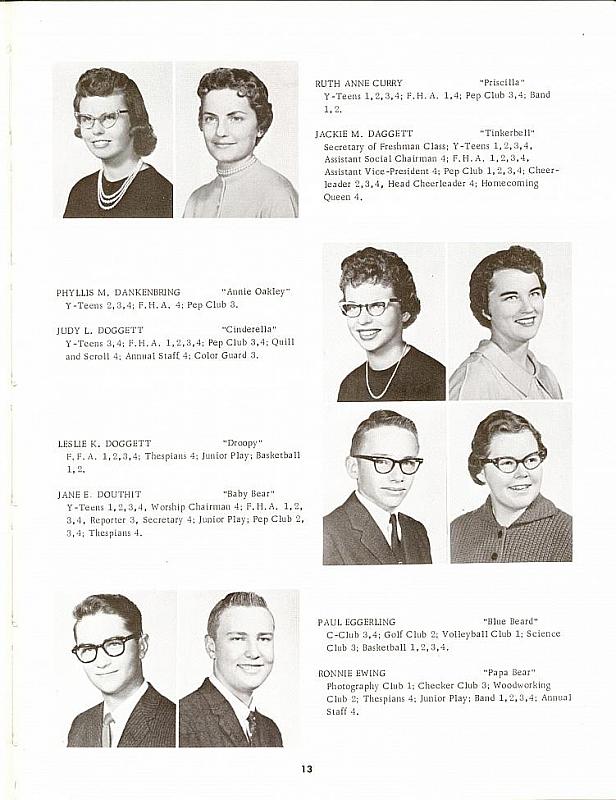 RUTH ANNE CURRY "Priscilla"
Y-Teens 1,2,3,4; F.H.A. 1,4; Pep Club 3,4; Band
1,2.
JACKIE M. DAGGETT "Tinkerbell"
Secretary of Freshman Class; Y-Teens 1,2,3,4,
Assistant Social Chairman 4; F.H.A. 1,2,3,4,
Assistant Vice-President 4; Pep Club 1,2,3,4; Cheer-
leader 2,3,4, Head Cheerleader 4; Homecoming
Queen 4.
PHYLLIS M. DANKENBRING "Annie Oakley"
Y-Teens 2,3,4; F.H.A. 4; Pep Club 3.
JUDY L. DOGGETT "Cinderella"
Y-Teens 3,4; F.H.A. 1,2,3,4; Pep Club 3,4; Quill
and Scroll 4; Annual Staff 4; Color Guard 3.
LESLIE K. DOGGETT "Droopy"
F.F.A. 1,2,3,4; Thespians 4; Junior Play; Basketball
1,2.
JANE E. DOUTHIT "Baby Bear"
Y-Teens 1,2,3,4, Worship Chairman 4; F.H.A. 1,2,
3,4, Reporter 3, Secretary 4; Junior Play; Pep Club 2,
3,4; Thespians 4.
PAUL EGGERLING "Blue Beard"
C-Club 3,4; Golf Club 2; Volleyball Club 1; Science
Club 3; Basketball 1,2,3,4.
RONNIE EWING "Papa Bear"
Photography Club 1; Checker Club 3; Woodworking
Club 2; Thespians 4; Junior Play; Band 1,2,3,4; Annual
Staff 4.
13